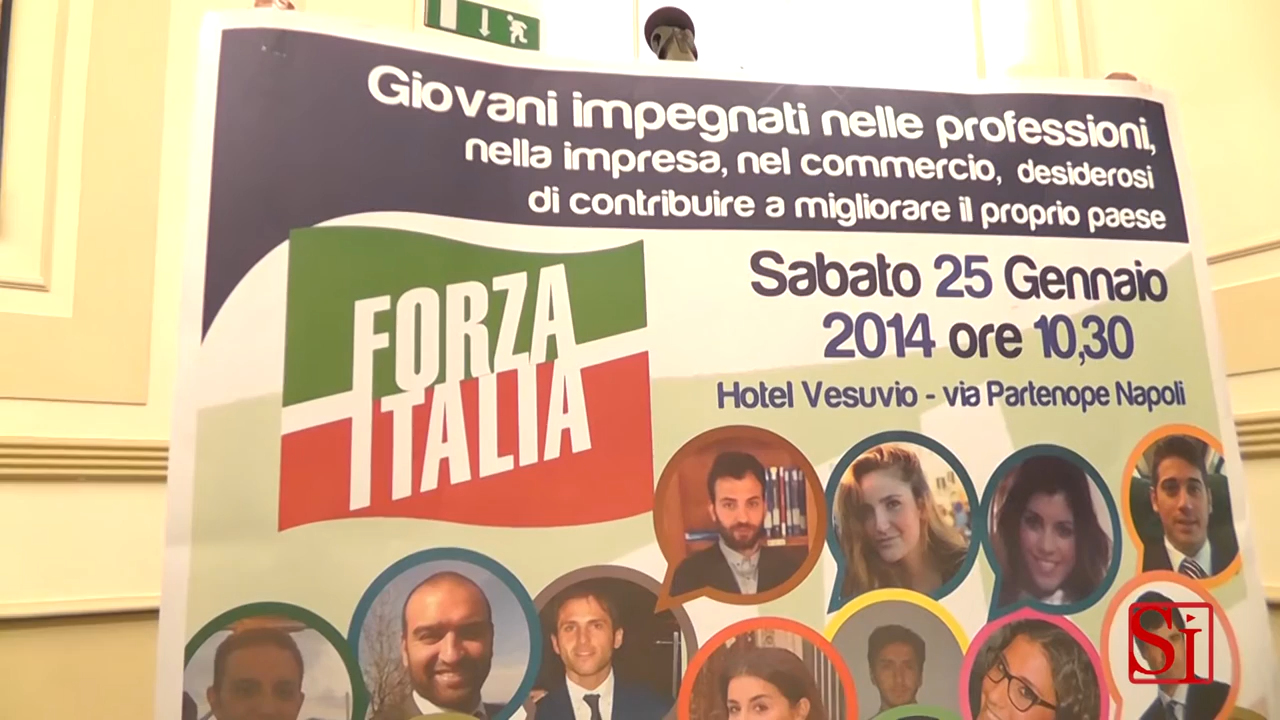 Giovani impegnati nelle professioni,
nella impresa, nel commercio, desiderosi
di contribuire a migliorare il proprio paese
FORZA
ITALIA
Sabato 25 Gennaio
2014 ore 10,30
Hotel Vesuvio - via Partenope Napoli
Sì